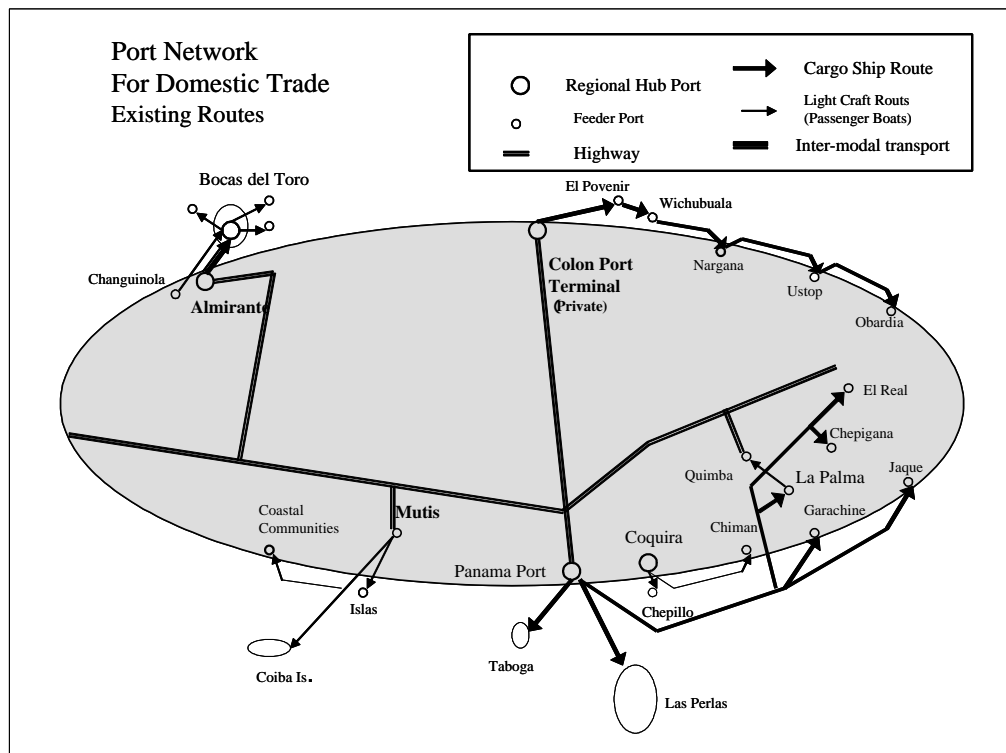 Port Network
For Domestic Trade
Existing Routes
Regional Hub Port
Feeder Port
Highway
Cargo Ship Route
Light Craft Routs
(Passenger Boats)
Inter-modal transport
Bocas del Toro
El Povenir
Wichubuala
Changuinola
Almirante
Colon Port
Terminal
(Private)
Nargana
Ustop
Obardia
El Real
Chepigana
Quimba
La Palma
Jaque
Coastal
Communities
Mutis
Garachine
Chiman
Coquira
Panama Port
Islas
Chepillo
Coiba Is.
Taboga
Las Perlas